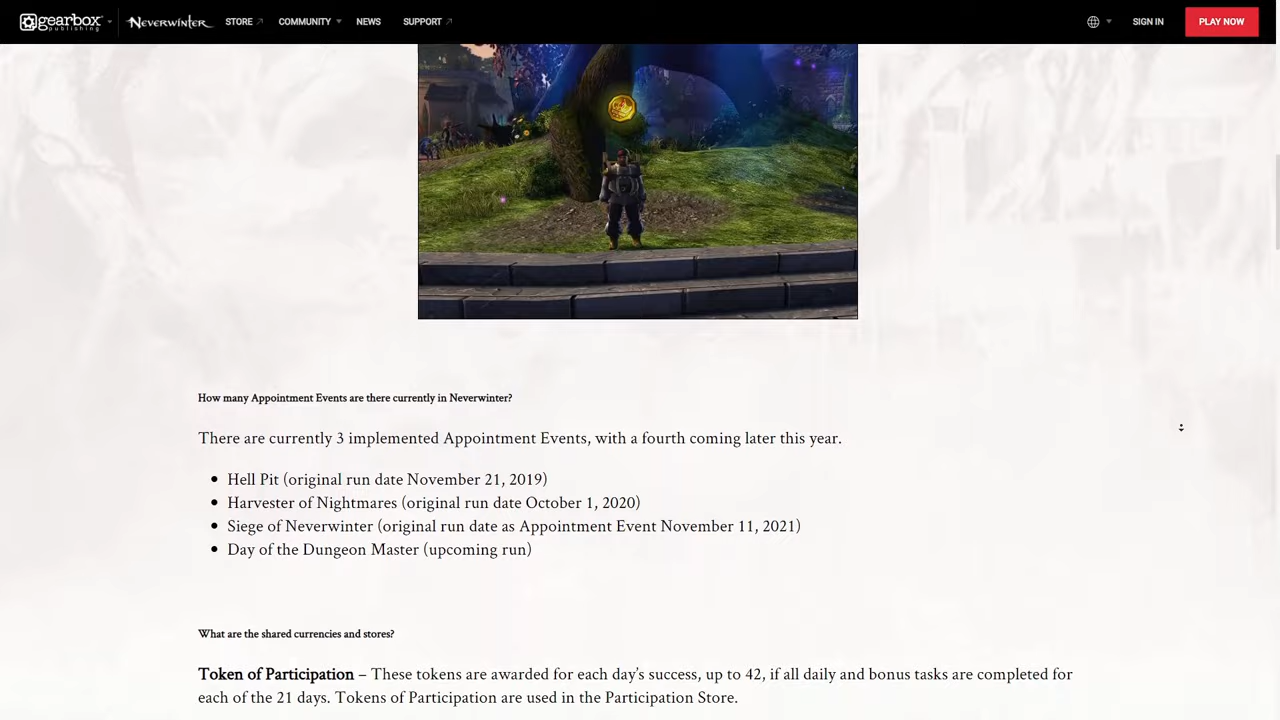 gearbox publishing NEVERWINTER STORE COMMUNITY NEWS SUPPORT SIGN IN PLAY NOW
How many Appointment Events are there currently in Neverwinter?
There are currently 3 implemented Appointment Events, with a fourth coming later this year.
• Hell Pit (original run date November 21, 2019)
• Harvester of Nightmares (original run date October 1, 2020)
• Siege of Neverwinter (original run date as Appointment Event November 11, 2021)
• Day of the Dungeon Master (upcoming run)
What are the shared currencies and stores?
Token of Participation – These tokens are awarded for each day’s success, up to 42, if all daily and bonus tasks are completed for
each of the 21 days. Tokens of Participation are used in the Participation Store.